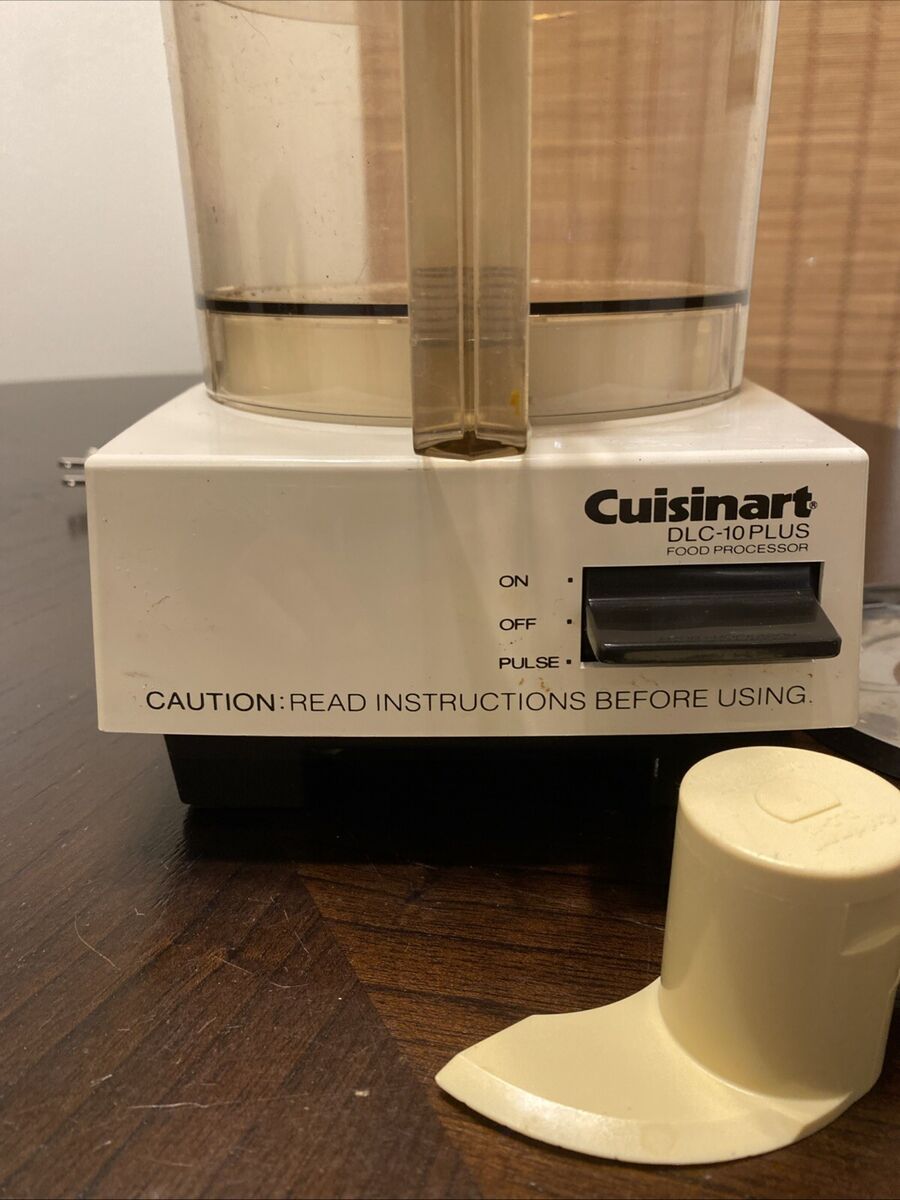 Cuisinart®
DLC-10 PLUS
FOOD PROCESSOR
ON
OFF
PULSE
CAUTION: READ INSTRUCTIONS BEFORE USING.